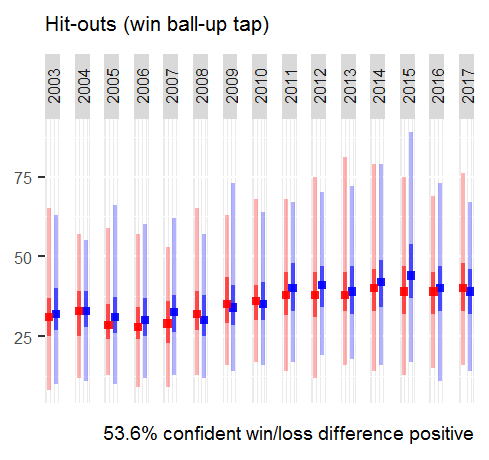 Hit-outs (win ball-up tap)
2003 2004 2005 2006 2007 2008 2009 2010 2011 2012 2013 2014 2015 2016 2017
75
50
25
53.6% confident win/loss difference positive